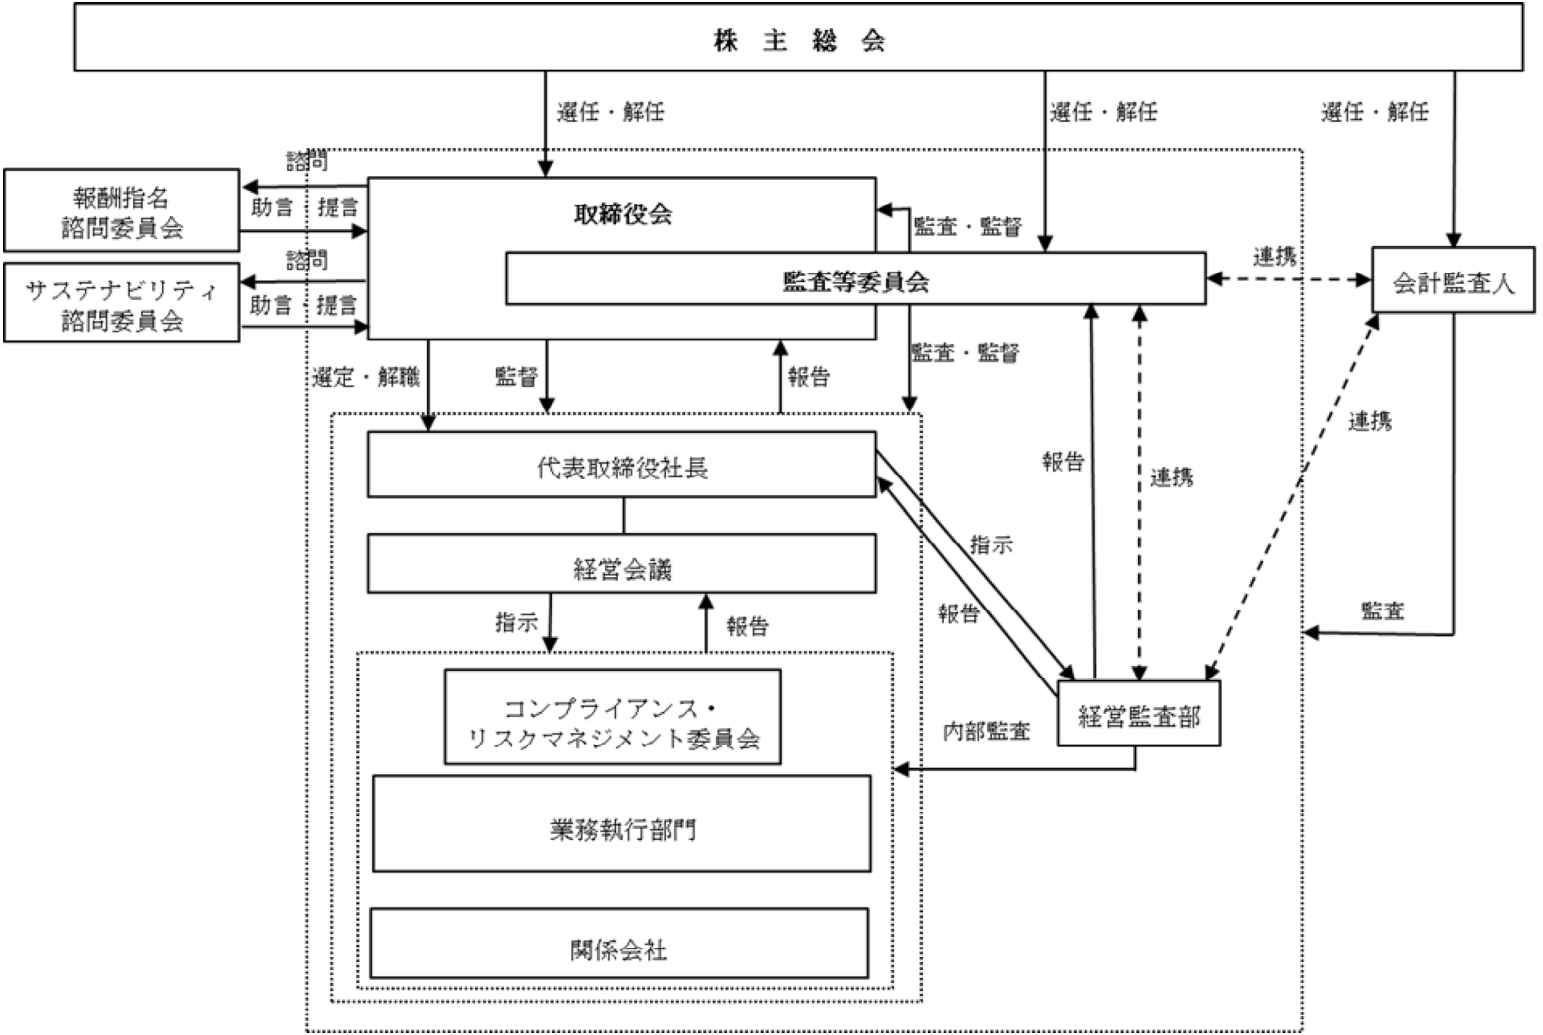 株 主 総 会
選任・解任
選任・解任
選任・解任
諮問
報酬指名
諮問委員会
助言・提言
取締役会
監査・監督
諮問
サステナビリティ
諮問委員会
助言・提言
監査等委員会
連携
会計監査人
選定・解職
監督
報告
監査・監督
代表取締役社長
報告
連携
連携
経営会議
指示
報告
指示
報告
監査
コンプライアンス・
リスクマネジメント委員会
経営監査部
内部監査
業務執行部門
関係会社